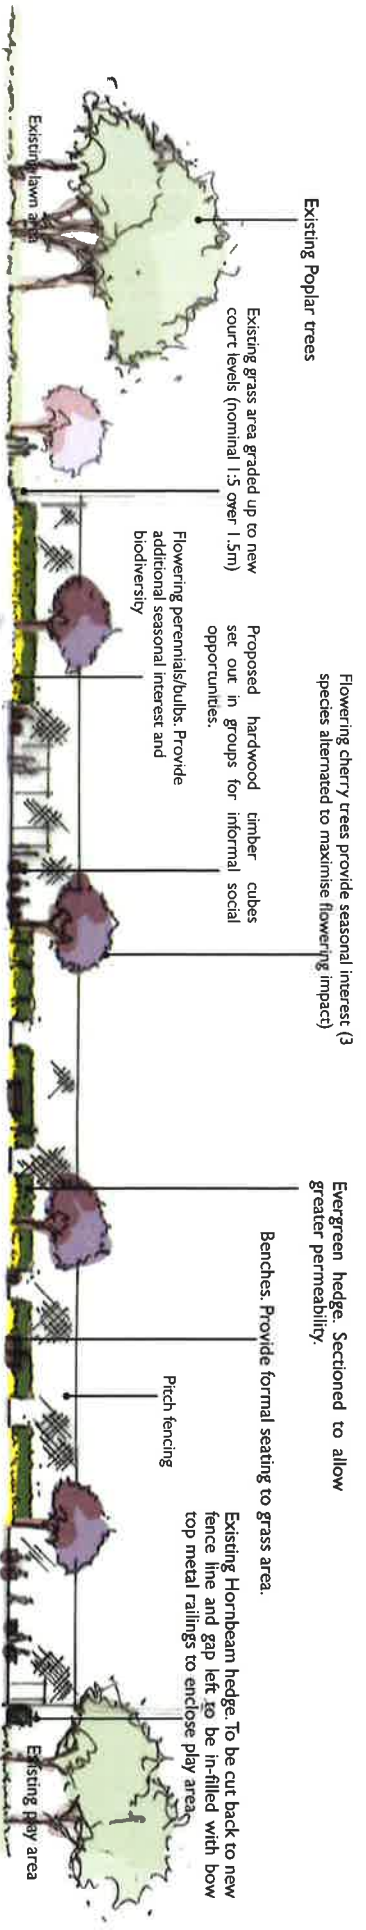 Existing Poplar trees
Existing lawn area
Existing grass area graded up to new
court levels (nominal 1:5 over 1.5m)
Flowering perennials/bulbs. Provide
additional seasonal interest and
biodiversity
Proposed hardwood timber cubes
set out in groups for informal social
opportunities.
Flowering cherry trees provide seasonal interest (3
species alternated to maximise flowering impact)
Evergreen hedge. Sectioned to allow
greater permeability.
Benches. Provide formal seating to grass area.
Pitch fencing
Existing Hornbeam hedge. To be cut back to new
fence line and gap left to be in-filled with bow
top metal railings to enclose play area.
Existing play area